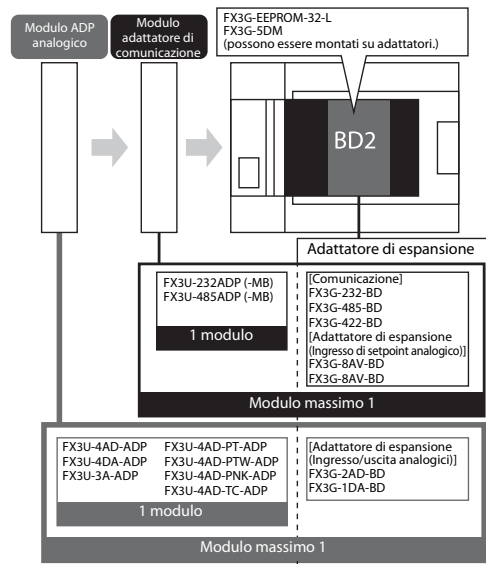 Modulo ADP
analogico
Modulo
adattatore di
comunicazione
FX3G-EEPROM-32-L
FX3G-5DM
(possono essere montati su adattatori.)
BD2
Adattatore di espansione
FX3U-232ADP (-MB)
FX3U-485ADP (-MB)
1 modulo
[Comunicazione]
FX3G-232-BD
FX3G-485-BD
FX3G-422-BD
[Adattatore di espansione
(Ingresso di setpoint analogico)]
FX3G-8AV-BD
FX3G-8AV-BD
Modulo massimo 1
FX3U-4AD-ADP
FX3U-4DA-ADP
FX3U-3A-ADP
FX3U-4AD-PT-ADP
FX3U-4AD-PTW-ADP
FX3U-4AD-PNK-ADP
FX3U-4AD-TC-ADP
1 modulo
[Adattatore di espansione
(Ingresso/uscita analogici)]
FX3G-2AD-BD
FX3G-1DA-BD
Modulo massimo 1